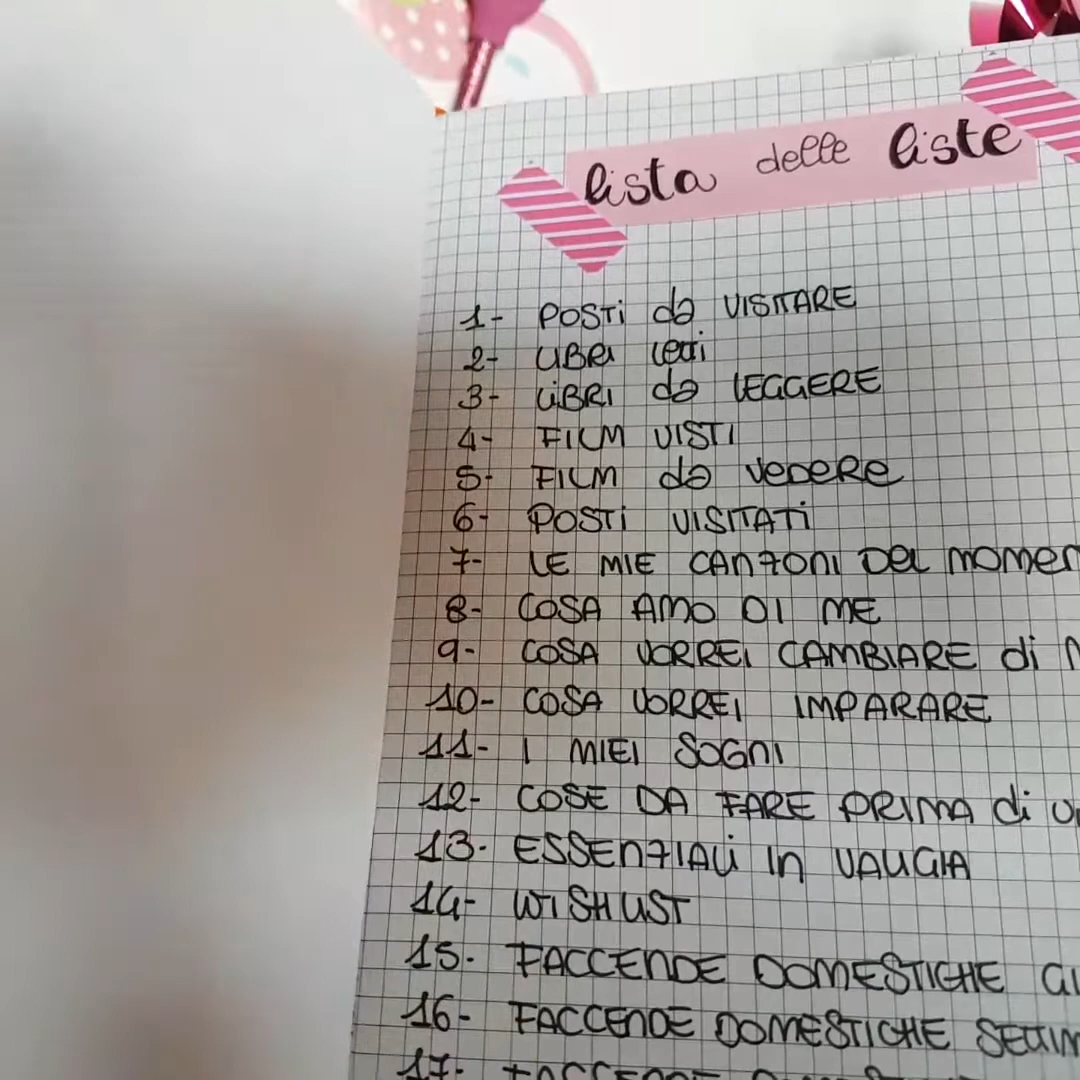 lista delle liste
1- POSTI da VISITARE
2- LIBRI letti
3- LIBRI da LEGGERE
4- FILM VISTI
5- FILM da VEDERE
6- POSTI VISITATI
7- LE MIE CANZONI DEL MOMEN
8- COSA AMO DI ME
9- COSA VORREI CAMBIARE di M
10- COSA VORREI IMPARARE
11- I MIEI SOGNI
12- COSE DA FARE PRIMA di
13- ESSENZIALI IN VALIGIA
14- WISHLIST
15- FACCENDE DOMESTICHE
16- FACCENDE DOMESTICHE SETTIM
17-